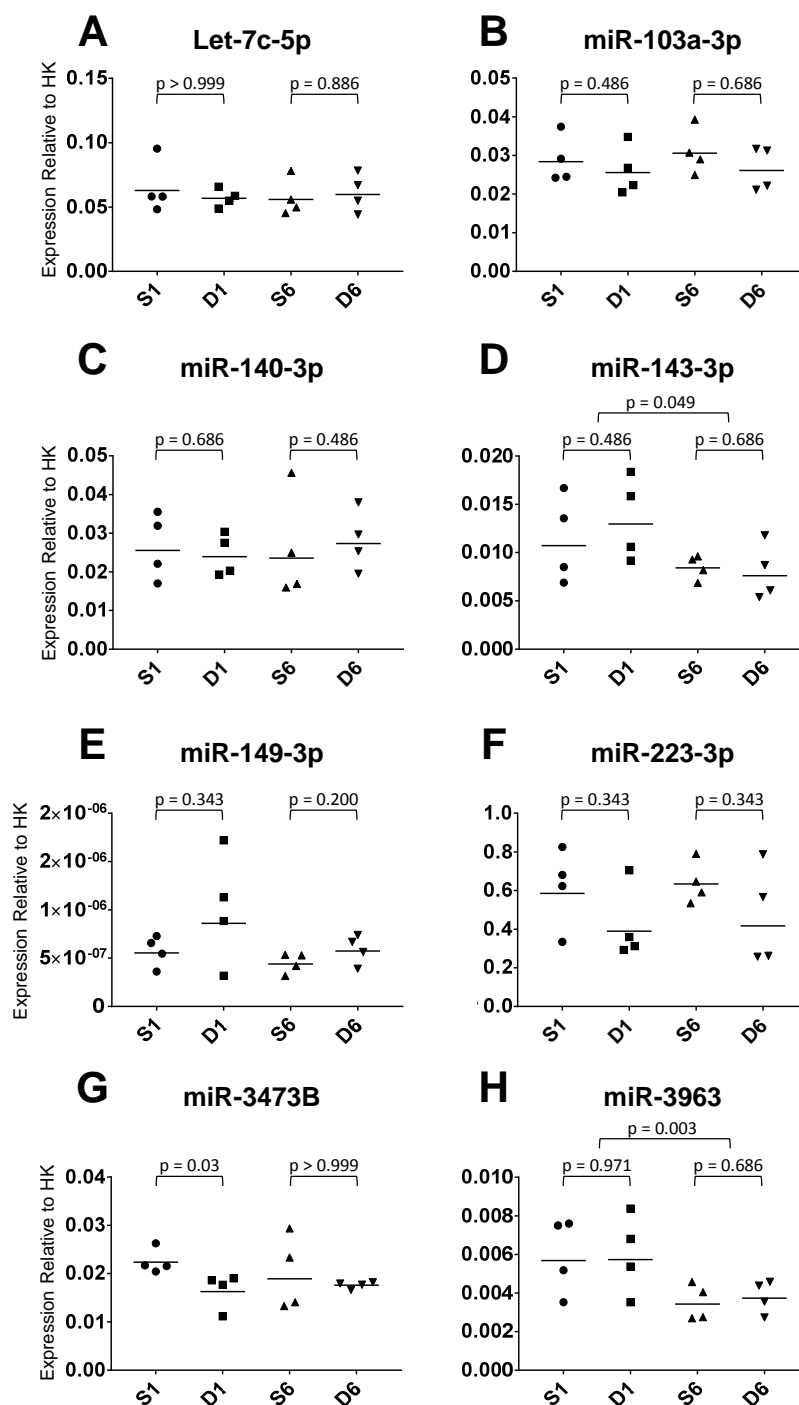 A
Let-7c-5p
Expression Relative to HK
p > 0.999
p = 0.886
0.15
0.10
0.05
0.00
S1
D1
S6
D6
B
miR-103a-3p
p = 0.486
p = 0.686
0.05
0.04
0.03
0.02
0.01
0.00
S1
D1
S6
D6
C
miR-140-3p
Expression Relative to HK
p = 0.686
p = 0.486
0.05
0.04
0.03
0.02
0.01
0.00
S1
D1
S6
D6
D
miR-143-3p
p = 0.049
p = 0.486
p = 0.686
0.020
0.015
0.010
0.005
0.000
S1
D1
S6
D6
E
miR-149-3p
Expression Relative to HK
p = 0.343
p = 0.200
2×10-06
2×10-06
1×10-06
5×10-07
0
S1
D1
S6
D6
F
miR-223-3p
p = 0.343
p = 0.343
1.0
0.8
0.6
0.4
0.2
0.0
S1
D1
S6
D6
G
miR-3473B
Expression Relative to HK
p = 0.03
p > 0.999
0.04
0.03
0.02
0.01
0.00
S1
D1
S6
D6
H
miR-3963
p = 0.003
p = 0.971
p = 0.686
0.010
0.008
0.006
0.004
0.002
0.000
S1
D1
S6
D6